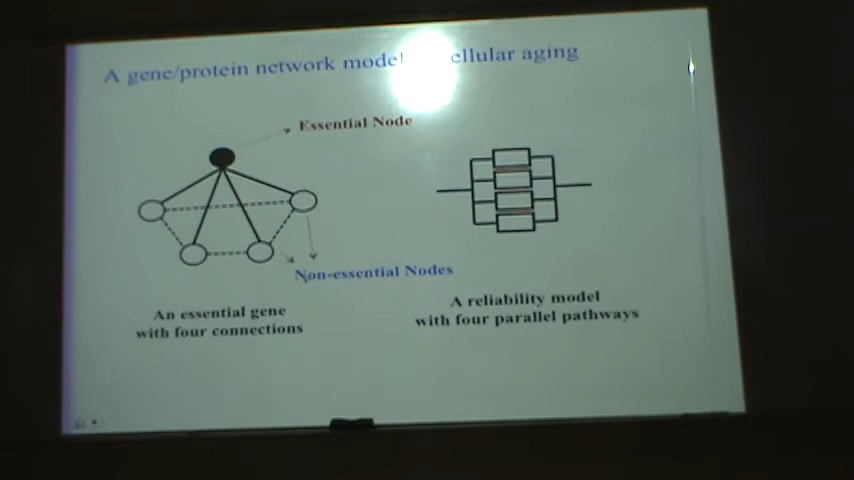 A gene/protein network model ellular aging
Essential Node
Non-essential Nodes
An essential gene
with four connections
A reliability model
with four parallel pathways